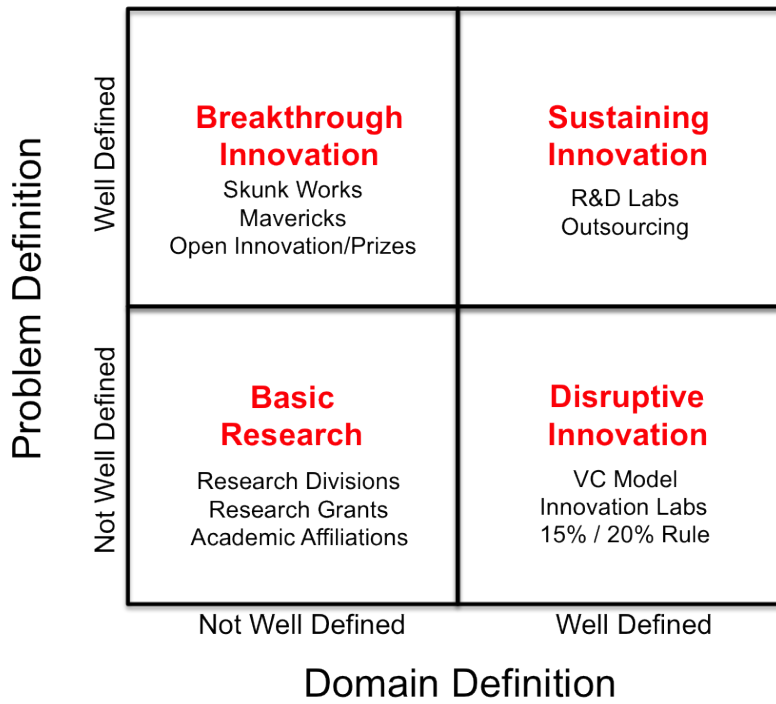 Problem Definition
Well Defined
Breakthrough
Innovation
Skunk Works
Mavericks
Open Innovation/Prizes
Sustaining
Innovation
R&D Labs
Outsourcing
Not Well Defined
Basic
Research
Research Divisions
Research Grants
Academic Affiliations
Disruptive
Innovation
VC Model
Innovation Labs
15% / 20% Rule
Not Well Defined
Well Defined
Domain Definition